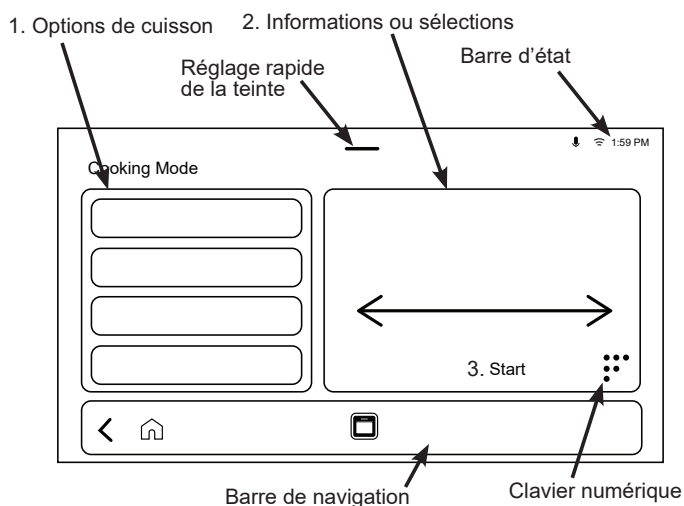 1. Options de cuisson
2. Informations ou sélections
Réglage rapide
de la teinte
Barre d’état
1:59 PM
Cooking Mode
3. Start
Barre de navigation
Clavier numérique